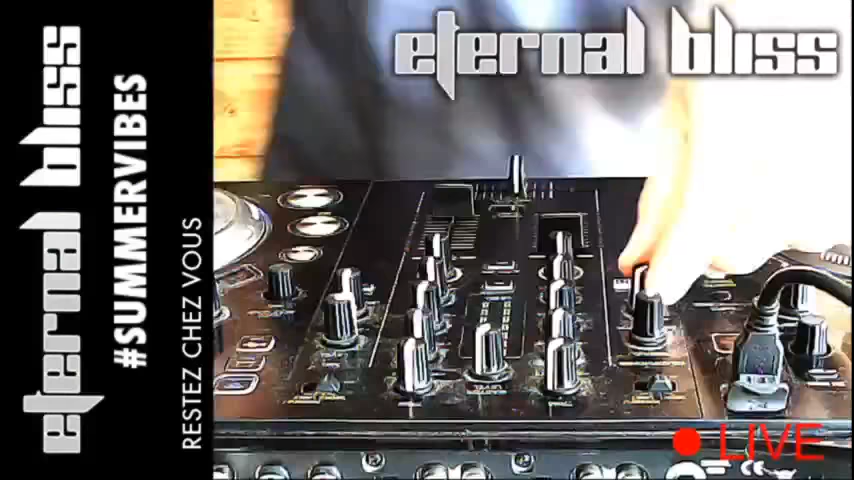 eternal bliss
#SUMMERVIBES
RESTEZ CHEZ VOUS
eternal bliss
LIVE